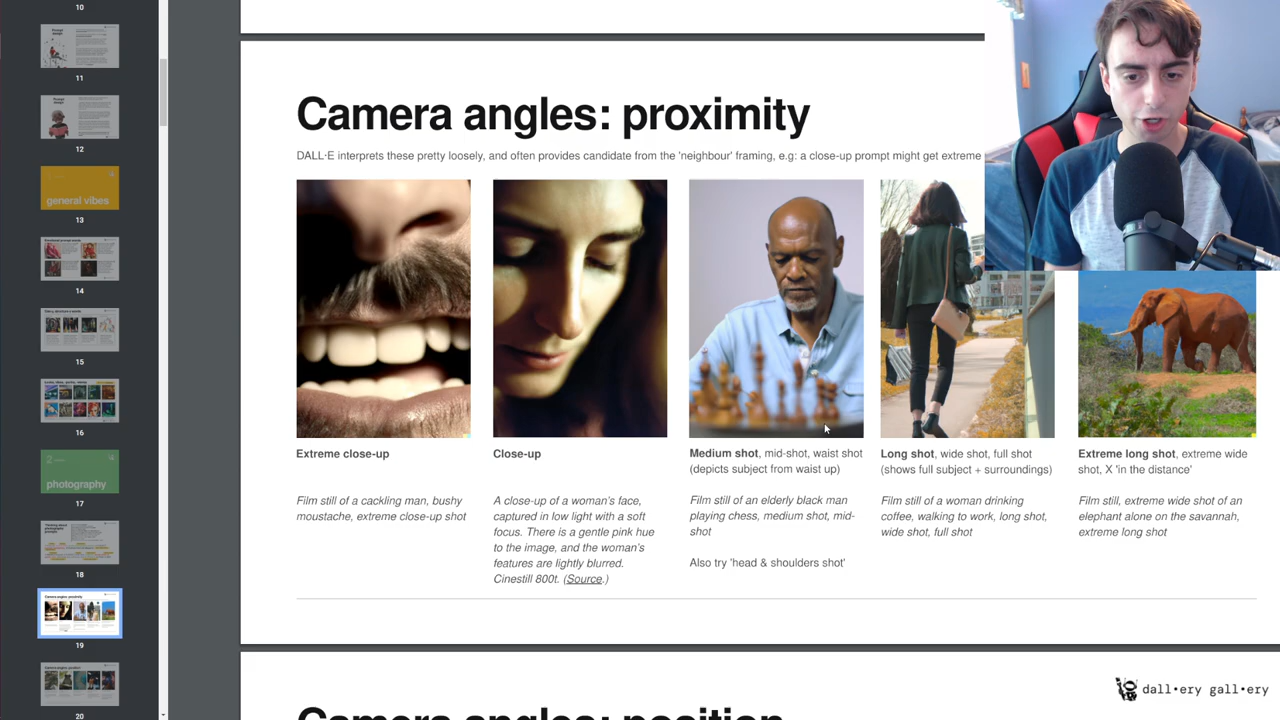 10
11
12
general vibes
13
14
15
16
2
photography
17
18
19
20
Camera angles: proximity
DALL·E interprets these pretty loosely, and often provides candidate from the 'neighbour' framing, e.g: a close-up prompt might get extreme
Extreme close-up
Film still of a cackling man, bushy
moustache, extreme close-up shot
Close-up
A close-up of a woman's face,
captured in low light with a soft
focus. There is a gentle pink hue
to the image, and the woman's
features are lightly blurred.
Cinestill 800t. (Source.)
Medium shot, mid-shot, waist shot
(depicts subject from waist up)
Film still of an elderly black man
playing chess, medium shot, mid-
shot
Also try 'head & shoulders shot'
Long shot, wide shot, full shot
(shows full subject + surroundings)
Film still of a woman drinking
coffee, walking to work, long shot,
wide shot, full shot
Extreme long shot, extreme wide
shot, X 'in the distance'
Film still, extreme wide shot of an
elephant alone on the savannah,
extreme long shot
dall•ery gall•ery
Camera angles: position